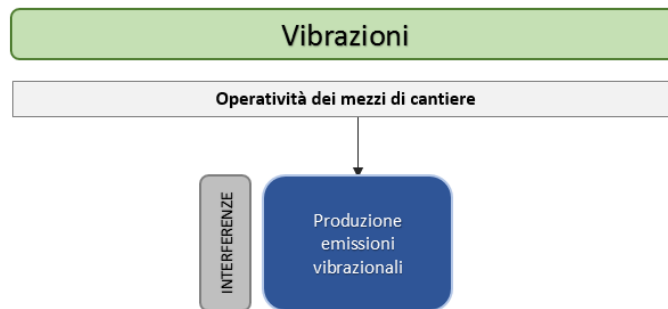 Vibrazioni
Operatività dei mezzi di cantiere
INTERFERENZE
Produzione
emissioni
vibrazionali